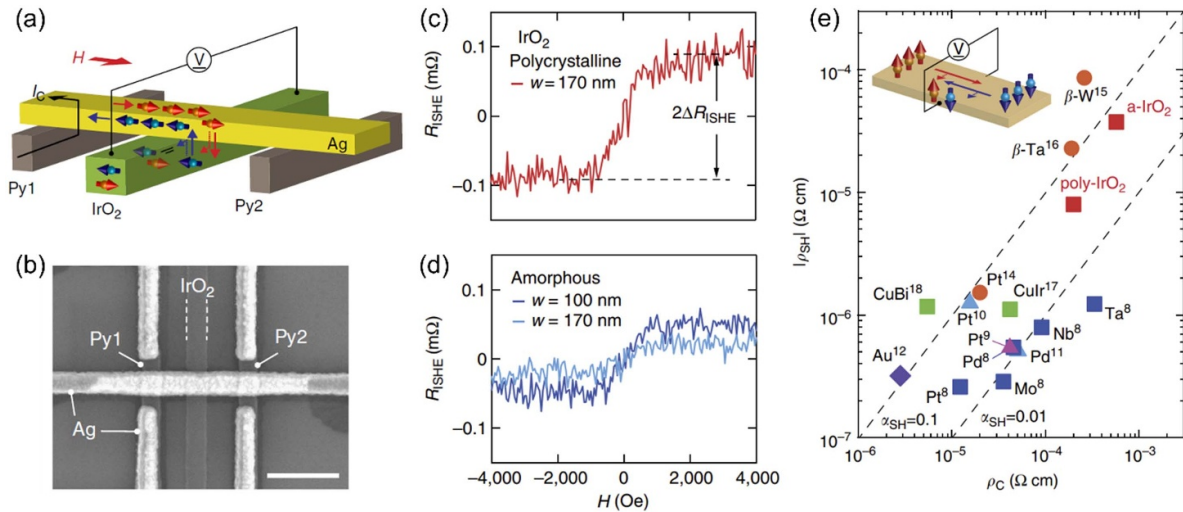 (a)
H
V
I_C
Ag
Py1
IrO₂
Py2
(b)
IrO₂
Py1
Py2
Ag
(c)
R_ISHE (mΩ)
0.1
0
−0.1
IrO₂
Polycrystalline
w = 170 nm
2ΔR_ISHE
(d)
R_ISHE (mΩ)
0.1
0
−0.1
Amorphous
w = 100 nm
w = 170 nm
−4,000 −2,000 0 2,000 4,000
H (Oe)
(e)
|ρ_SH| (Ω cm)
10⁻⁴
10⁻⁵
10⁻⁶
10⁻⁷
V
β-W¹⁵
a-IrO₂
β-Ta¹⁶
poly-IrO₂
Pt¹⁴
CuBi¹⁸
CuIr¹⁷
Pt¹⁰
Ta⁸
Pt⁹
Nb⁸
Au¹²
Pd⁸
Pd¹¹
Pt⁸
Mo⁸
α_SH=0.1
α_SH=0.01
10⁻⁶ 10⁻⁵ 10⁻⁴ 10⁻³
ρ_C (Ω cm)